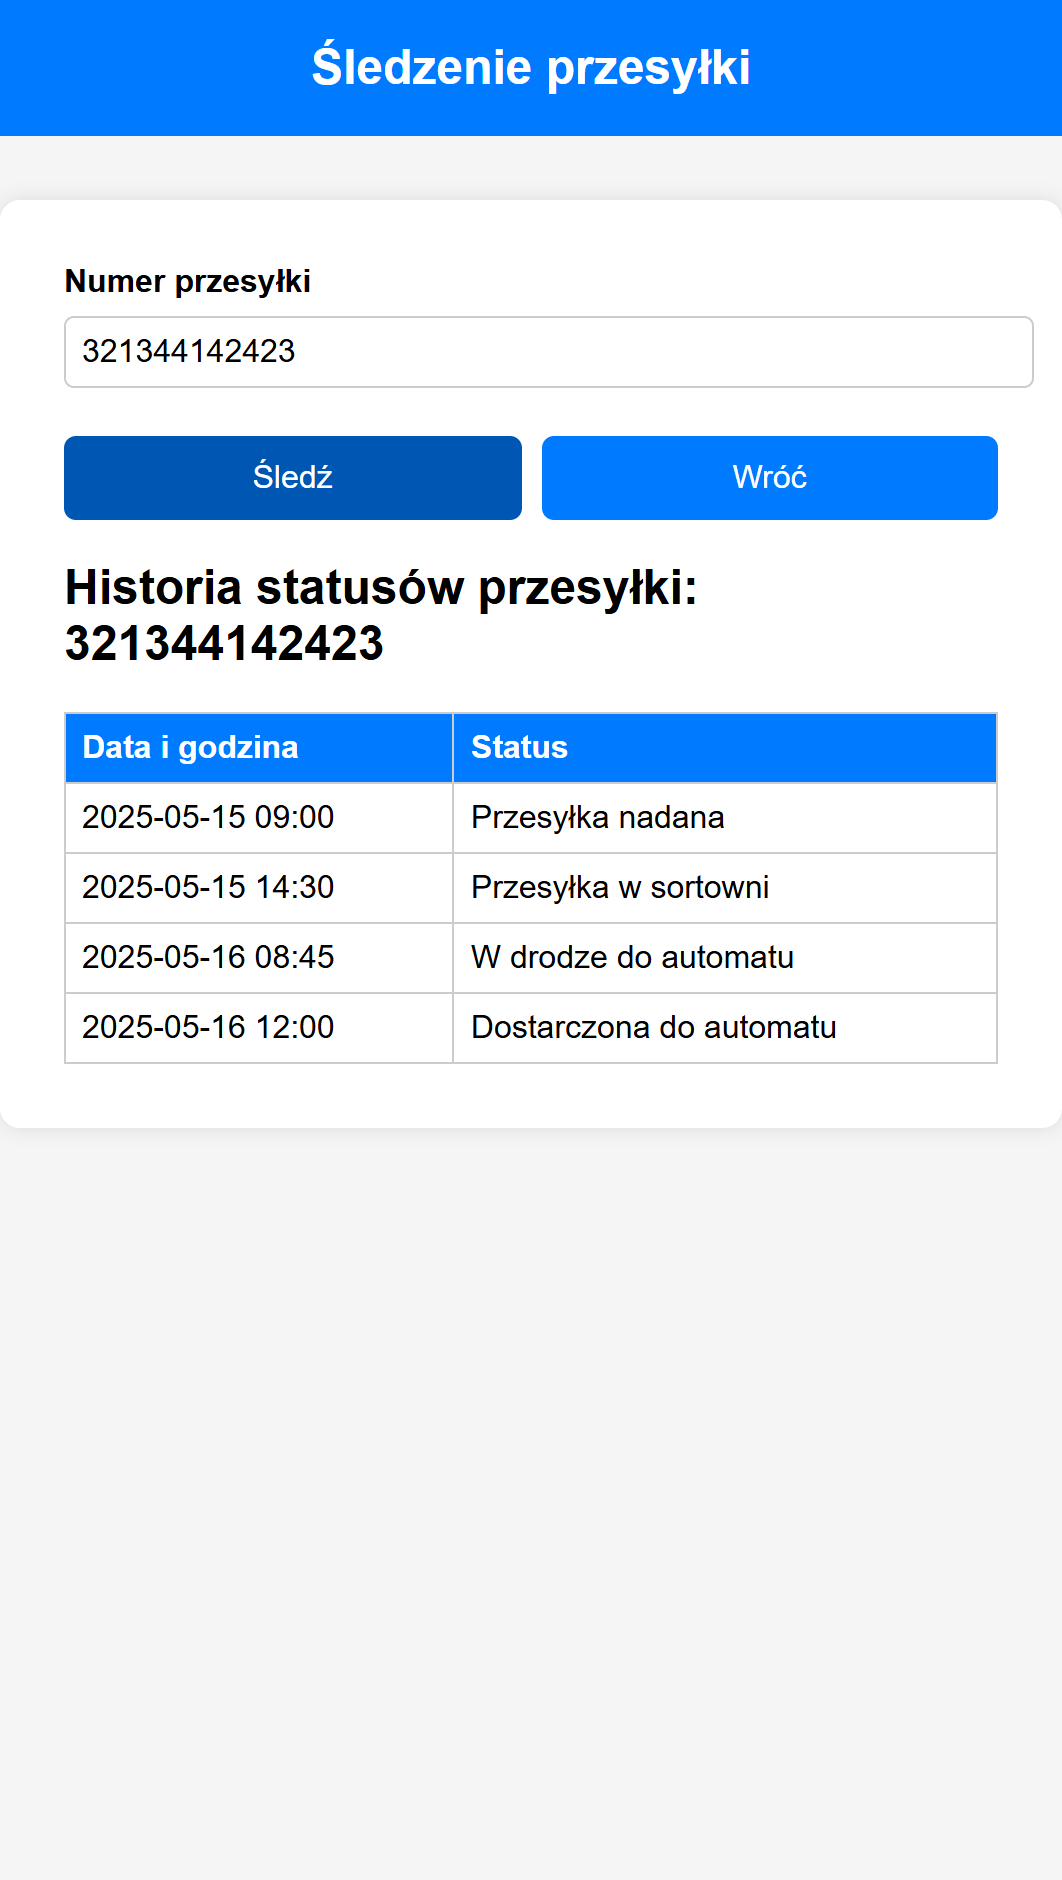 Śledzenie przesyłki
Numer przesyłki
321344142423
Śledź Wróć
Historia statusów przesyłki:
321344142423
Data i godzina Status
2025-05-15 09:00 Przesyłka nadana
2025-05-15 14:30 Przesyłka w sortowni
2025-05-16 08:45 W drodze do automatu
2025-05-16 12:00 Dostarczona do automatu